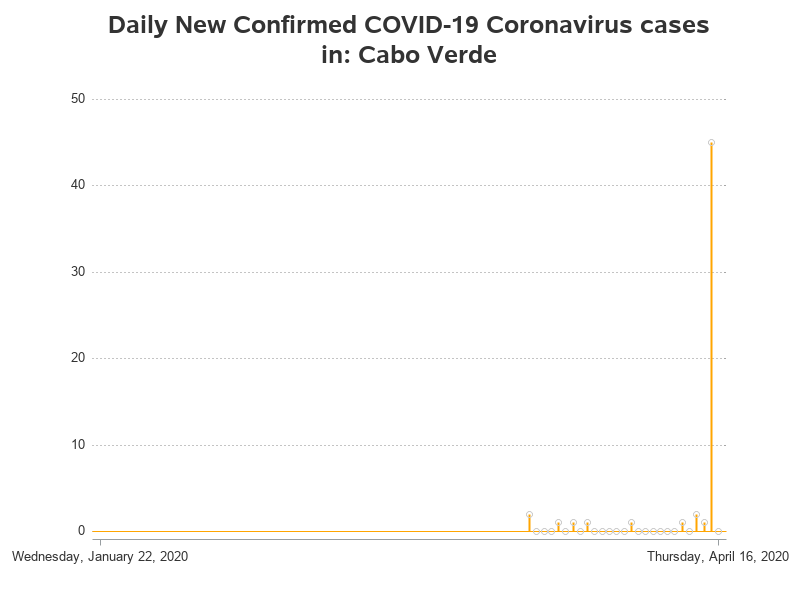 Daily New Confirmed COVID-19 Coronavirus cases
in: Cabo Verde
50
40
30
20
10
0
Wednesday, January 22, 2020
Thursday, April 16, 2020